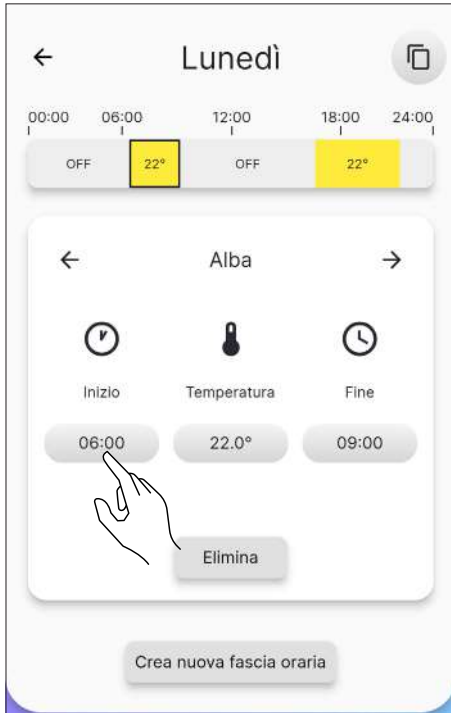 Lunedì
00:00 06:00 12:00 18:00 24:00
OFF 22° OFF 22°
Alba
Inizio Temperatura Fine
06:00 22.0° 09:00
Elimina
Crea nuova fascia oraria